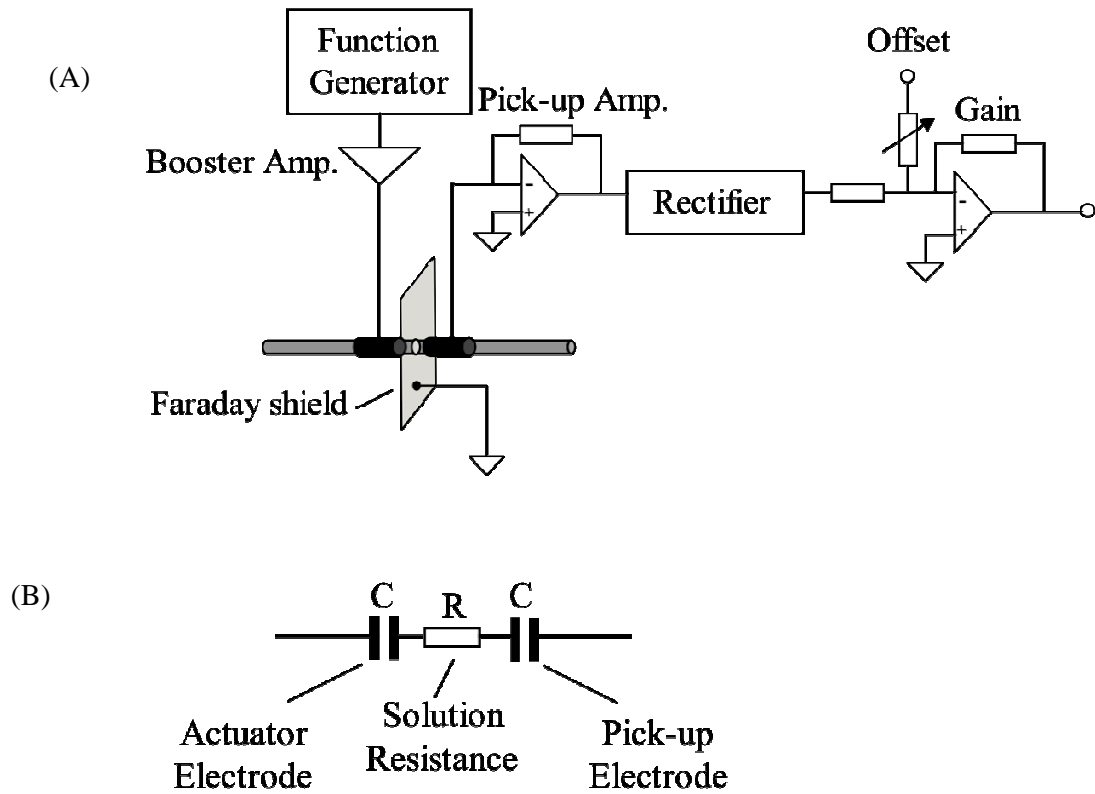 (A)
Function
Generator
Booster Amp.
Pick-up Amp.
Rectifier
Offset
Gain
-
+
-
+
Faraday shield
(B)
C
R
C
Actuator
Electrode
Solution
Resistance
Pick-up
Electrode